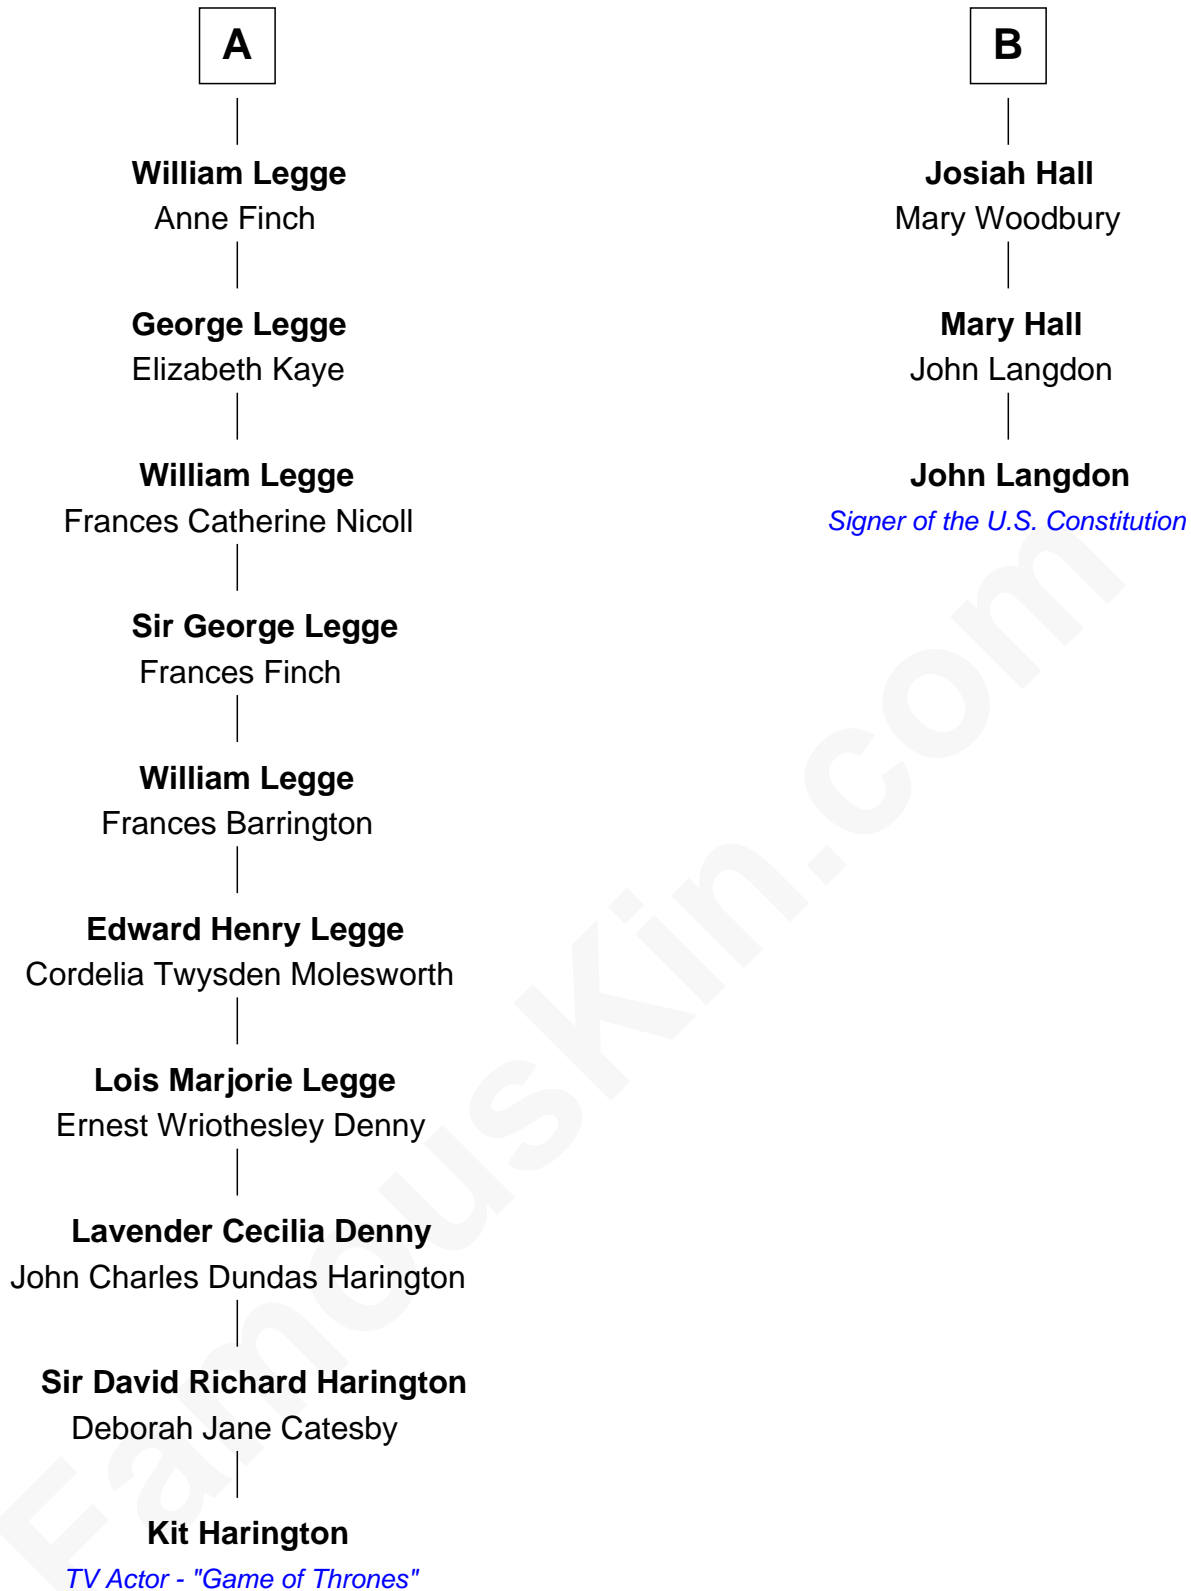 A
William Legge
Anne Finch
George Legge
Elizabeth Kaye
William Legge
Frances Catherine Nicoll
Sir George Legge
Frances Finch
William Legge
Frances Barrington
Edward Henry Legge
Cordelia Twysden Molesworth
Lois Marjorie Legge
Ernest Wriothesley Denny
Lavender Cecilia Denny
John Charles Dundas Harington
Sir David Richard Harington
Deborah Jane Catesby
Kit Harington
TV Actor - "Game of Thrones"
B
Josiah Hall
Mary Woodbury
Mary Hall
John Langdon
John Langdon
Signer of the U.S. Constitution
FamousKin.com